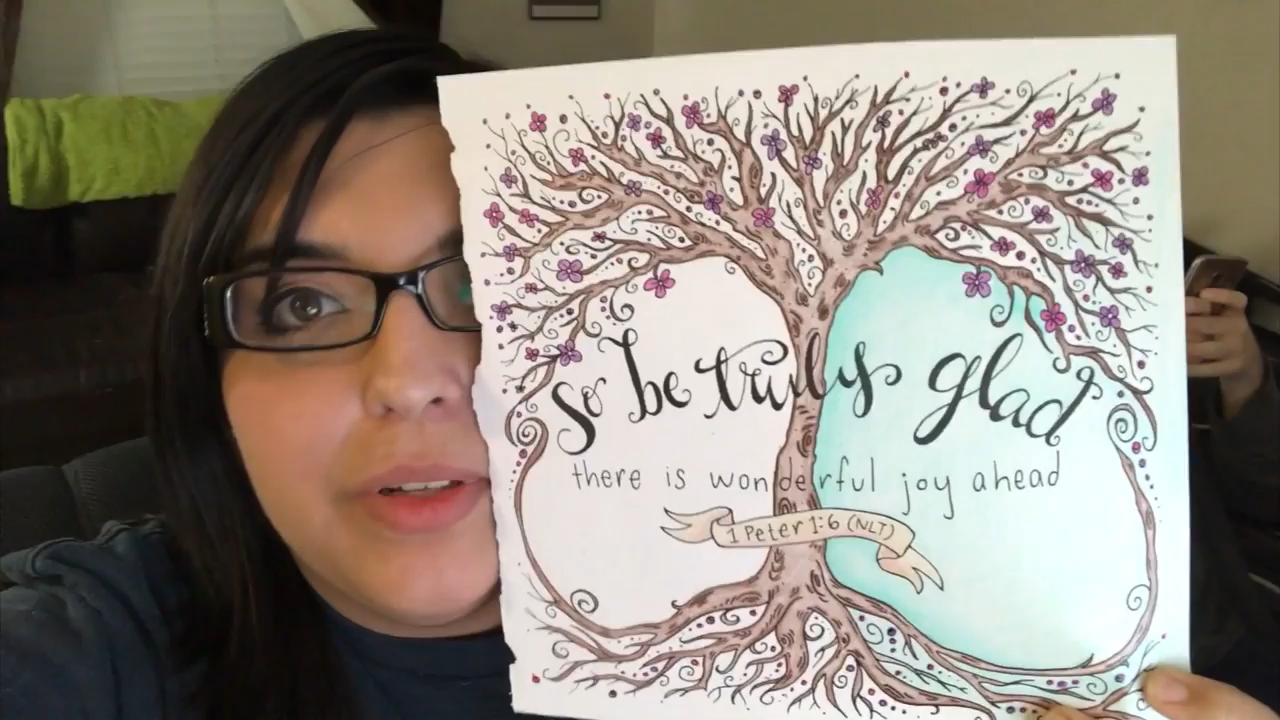 so be truly glad
there is wonderful joy ahead
1 Peter 1:6 (NLT)